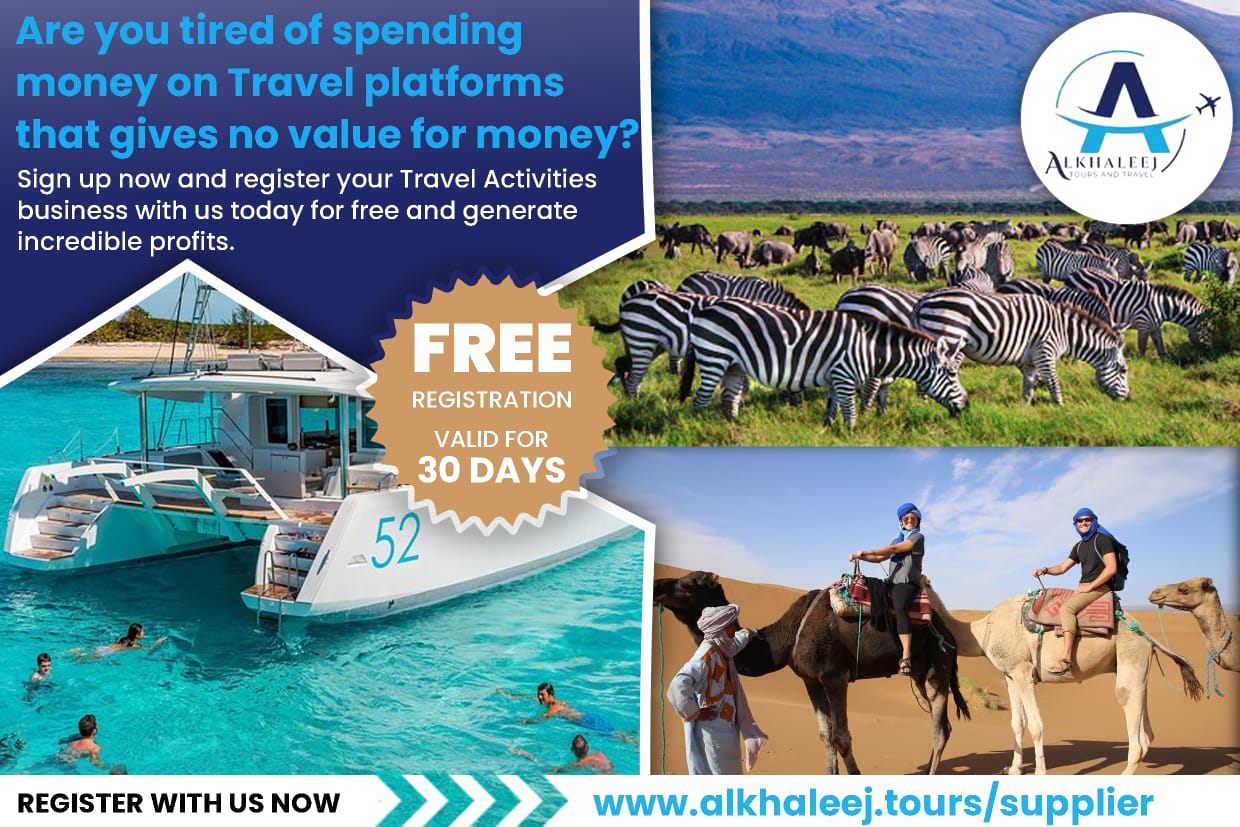 Are you tired of spending
money on Travel platforms
that gives no value for money?
Sign up now and register your Travel Activities
business with us today for free and generate
incredible profits.
ALKHALEEJ
TOURS AND TRAVEL
FREE
REGISTRATION
VALID FOR
30 DAYS
52
REGISTER WITH US NOW
www.alkhaleej.tours/supplier